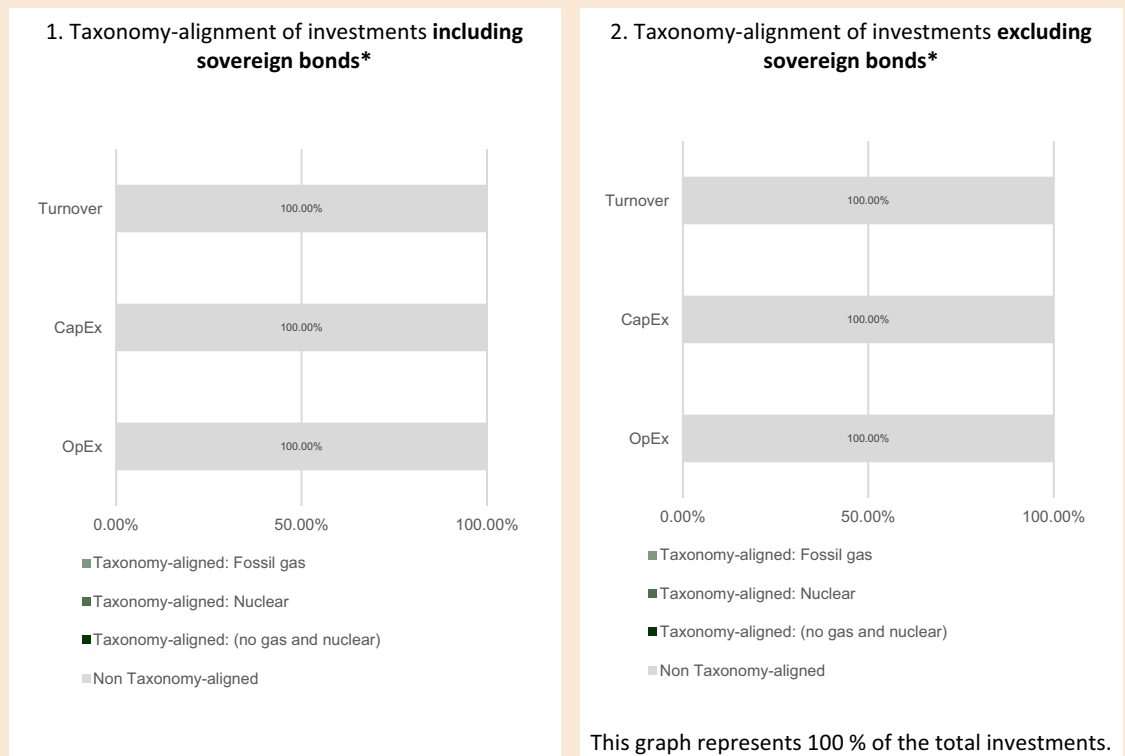 1. Taxonomy-alignment of investments including
sovereign bonds*
Turnover
100.00%
CapEx
100.00%
OpEx
100.00%
0.00%
50.00%
100.00%
Taxonomy-aligned: Fossil gas
Taxonomy-aligned: Nuclear
Taxonomy-aligned: (no gas and nuclear)
Non Taxonomy-aligned
2. Taxonomy-alignment of investments excluding
sovereign bonds*
Turnover
100.00%
CapEx
100.00%
OpEx
100.00%
0.00%
50.00%
100.00%
Taxonomy-aligned: Fossil gas
Taxonomy-aligned: Nuclear
Taxonomy-aligned: (no gas and nuclear)
Non Taxonomy-aligned
This graph represents 100 % of the total investments.